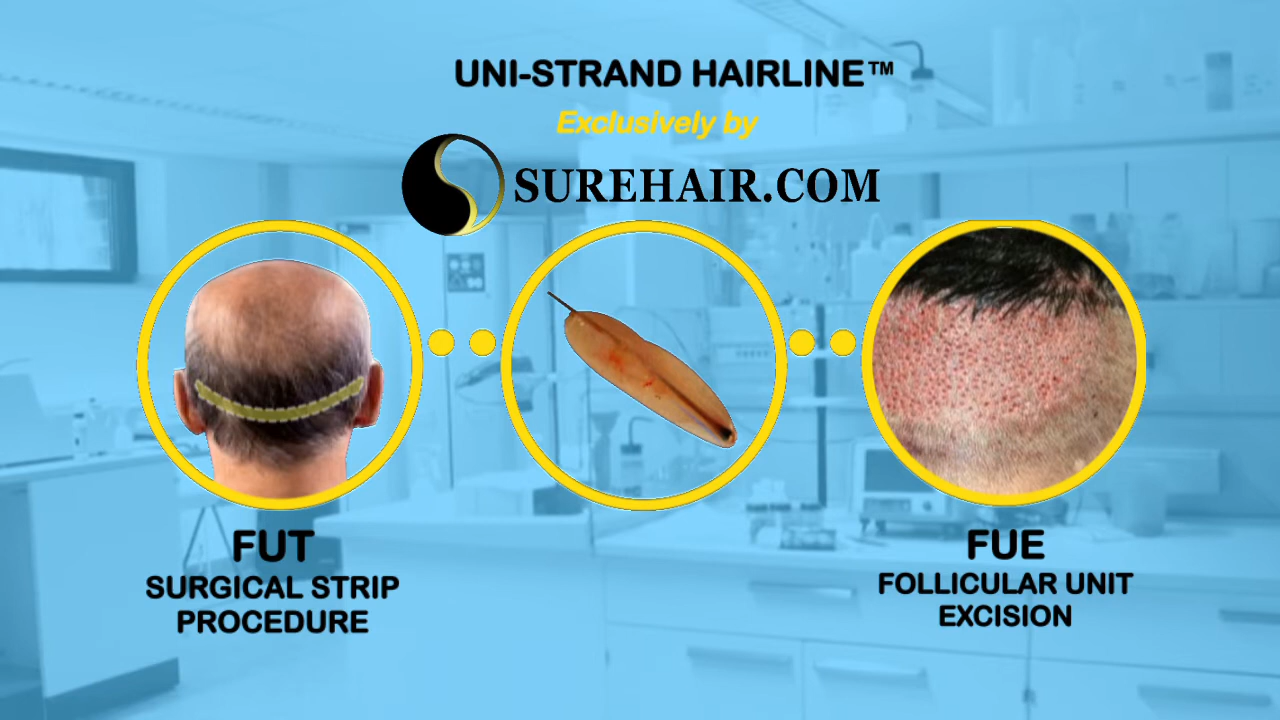 UNI-STRAND HAIRLINE™
Exclusively by
SUREHAIR.COM
FUT
SURGICAL STRIP
PROCEDURE
FUE
FOLLICULAR UNIT
EXCISION